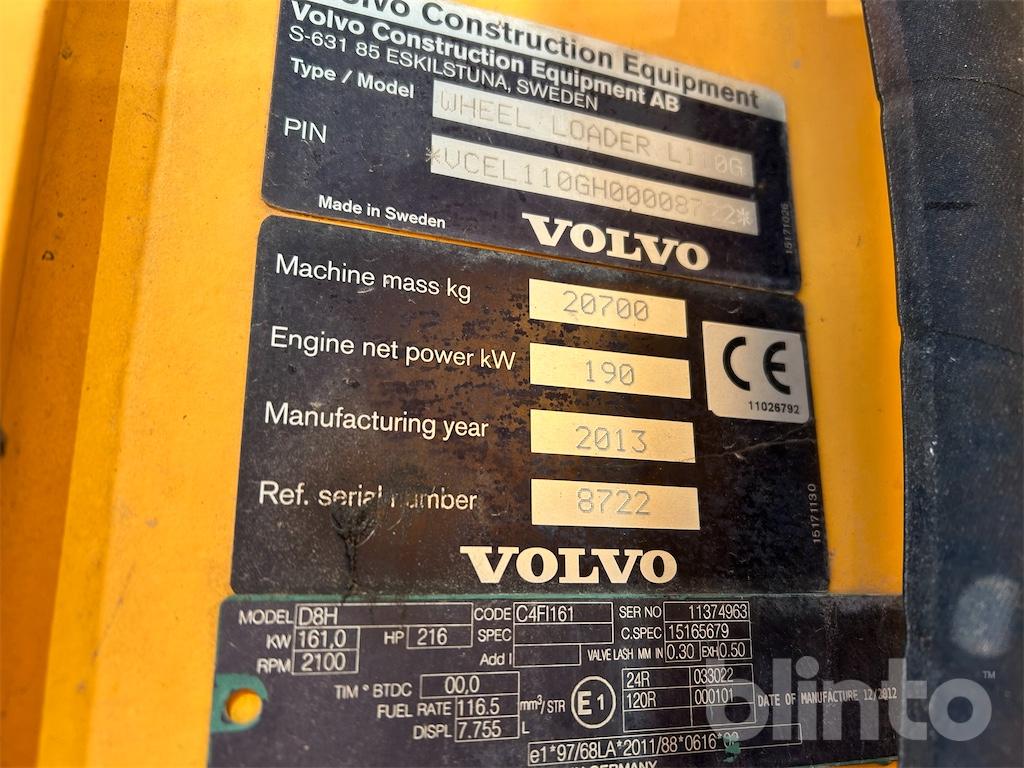 Volvo Construction Equipment
Volvo Construction Equipment AB
S-631 85 ESKILSTUNA, SWEDEN
Type / Model WHEEL LOADER L110G
PIN *VCEL110GH00008722*
Made in Sweden
VOLVO
15171026
Machine mass kg 20700
Engine net power kW 190
CE
11026792
Manufacturing year 2013
Ref. serial number 8722
15171130
VOLVO
MODEL D8H CODE C4FI161 SER NO 11374963
KW 161,0 HP 216 SPEC C.SPEC 15165679
RPM 2100 Add I VALVE LASH MM IN 0.30 EXH 0.50
TIM ° BTDC 00,0 E1 24R 033022
FUEL RATE 116.5 mm³/STR 120R 000101 DATE OF MANUFACTURE 12/2012
DISPL 7.755 L
e1*97/68LA*2011/88*0616*
GERMANY
blinto™